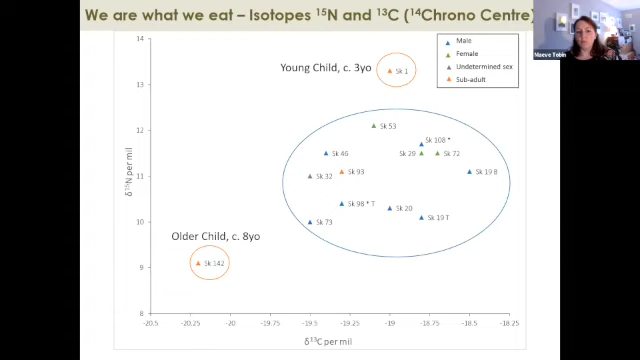 We are what we eat – Isotopes ¹⁵N and ¹³C (¹⁴Chrono Centre)
Maeve Tobin
Male
Female
Undetermined sex
Sub-adult
Young Child, c. 3yo
Sk 1
Sk 53
Sk 108 *
Sk 46
Sk 29
Sk 72
Sk 32
Sk 93
Sk 19 B
Sk 98 * T
Sk 20
Sk 73
Sk 19 T
Older Child, c. 8yo
Sk 142
δ¹⁵N per mil
14
13
12
11
10
9
8
-20.5 -20.25 -20 -19.75 -19.5 -19.25 -19 -18.75 -18.5 -18.25
δ¹³C per mil